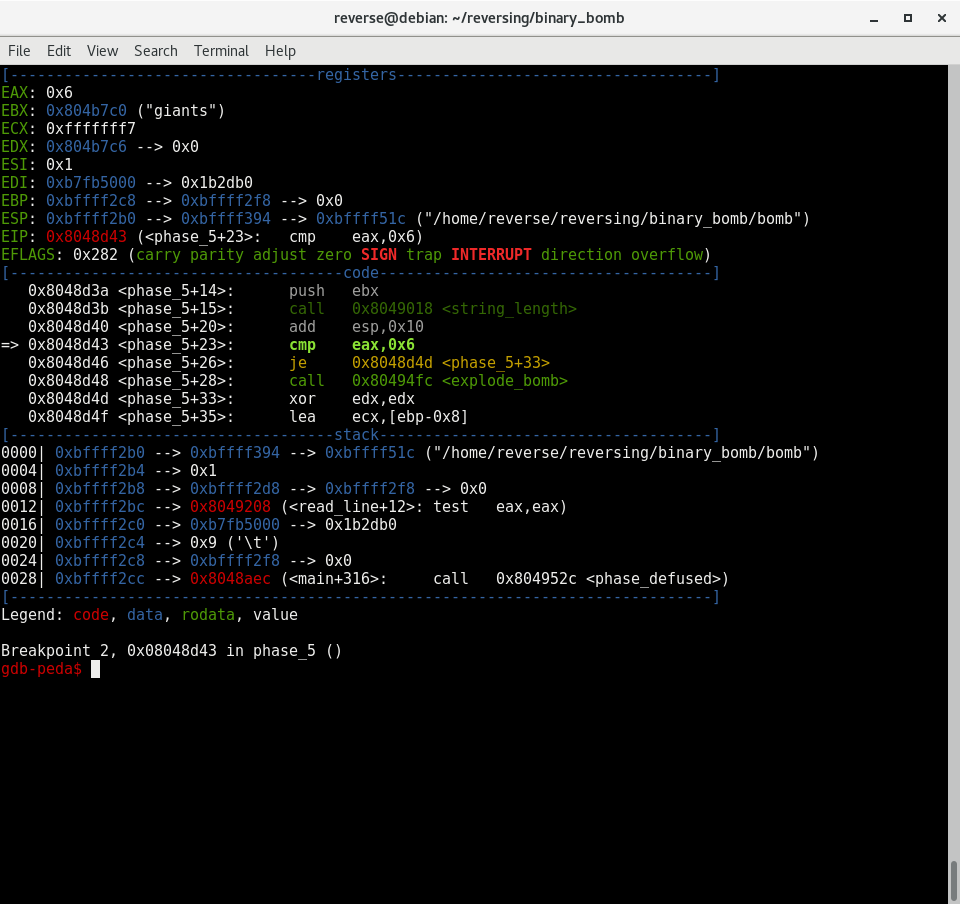 reverse@debian: ~/reversing/binary_bomb
File Edit View Search Terminal Help
[----------------------------------registers-----------------------------------]
EAX: 0x6
EBX: 0x804b7c0 ("giants")
ECX: 0xfffffff7
EDX: 0x804b7c6 --> 0x0
ESI: 0x1
EDI: 0xb7fb5000 --> 0x1b2db0
EBP: 0xbffff2c8 --> 0xbffff2f8 --> 0x0
ESP: 0xbffff2b0 --> 0xbffff394 --> 0xbffff51c ("/home/reverse/reversing/binary_bomb/bomb")
EIP: 0x8048d43 (<phase_5+23>:	cmp    eax,0x6)
EFLAGS: 0x282 (carry parity adjust zero SIGN trap INTERRUPT direction overflow)
[-------------------------------------code-------------------------------------]
   0x8048d3a <phase_5+14>:	push   ebx
   0x8048d3b <phase_5+15>:	call   0x8049018 <string_length>
   0x8048d40 <phase_5+20>:	add    esp,0x10
=> 0x8048d43 <phase_5+23>:	cmp    eax,0x6
   0x8048d46 <phase_5+26>:	je     0x8048d4d <phase_5+33>
   0x8048d48 <phase_5+28>:	call   0x80494fc <explode_bomb>
   0x8048d4d <phase_5+33>:	xor    edx,edx
   0x8048d4f <phase_5+35>:	lea    ecx,[ebp-0x8]
[------------------------------------stack-------------------------------------]
0000| 0xbffff2b0 --> 0xbffff394 --> 0xbffff51c ("/home/reverse/reversing/binary_bomb/bomb")
0004| 0xbffff2b4 --> 0x1
0008| 0xbffff2b8 --> 0xbffff2d8 --> 0xbffff2f8 --> 0x0
0012| 0xbffff2bc --> 0x8049208 (<read_line+12>:	test   eax,eax)
0016| 0xbffff2c0 --> 0xb7fb5000 --> 0x1b2db0
0020| 0xbffff2c4 --> 0x9 ('\t')
0024| 0xbffff2c8 --> 0xbffff2f8 --> 0x0
0028| 0xbffff2cc --> 0x8048aec (<main+316>:	call   0x804952c <phase_defused>)
[------------------------------------------------------------------------------]
Legend: code, data, rodata, value

Breakpoint 2, 0x08048d43 in phase_5 ()
gdb-peda$